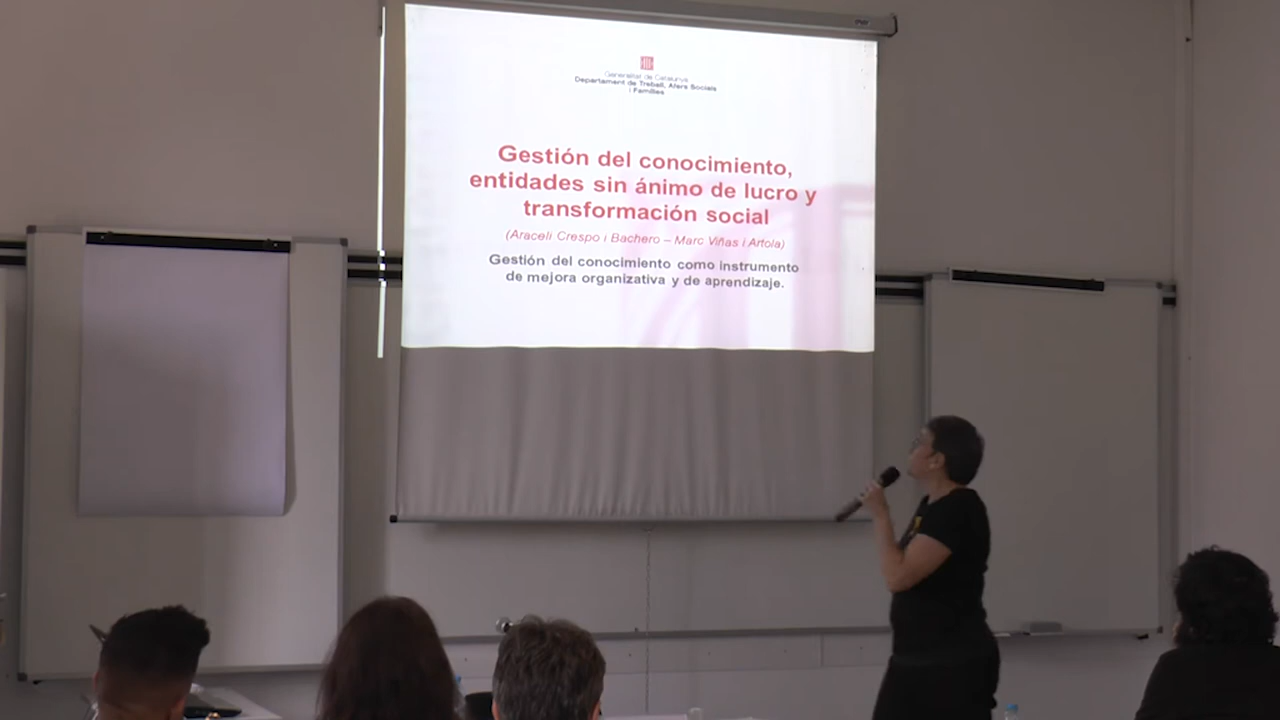 Generalitat de Catalunya
Departament de Treball, Afers Socials
i Famílies
Gestión del conocimiento,
entidades sin ánimo de lucro y
transformación social
(Araceli Crespo i Bachero – Marc Viñas i Artola)
Gestión del conocimiento como instrumento
de mejora organizativa y de aprendizaje.